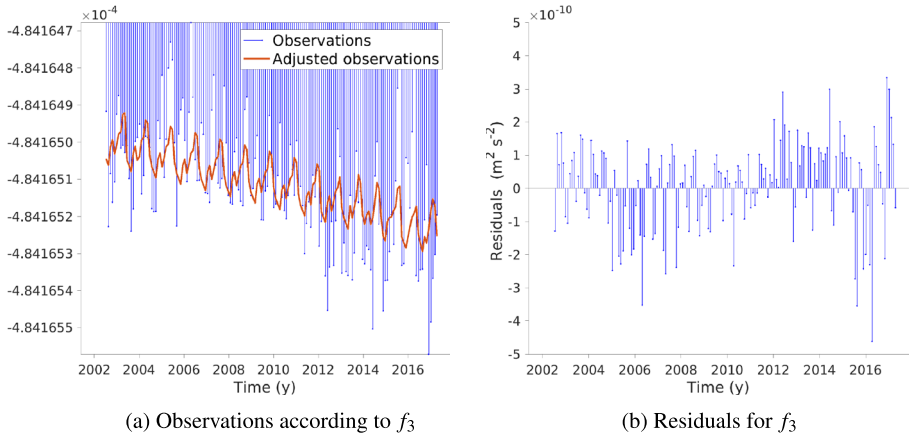 ×10⁻⁴
-4.841647
-4.841648
-4.841649
-4.841650
-4.841651
-4.841652
-4.841653
-4.841654
-4.841655
Observations
Adjusted observations
2002 2004 2006 2008 2010 2012 2014 2016
Time (y)
(a) Observations according to f₃
×10⁻¹⁰
5
4
3
2
1
0
-1
-2
-3
-4
-5
Residuals (m² s⁻²)
2002 2004 2006 2008 2010 2012 2014 2016
Time (y)
(b) Residuals for f₃